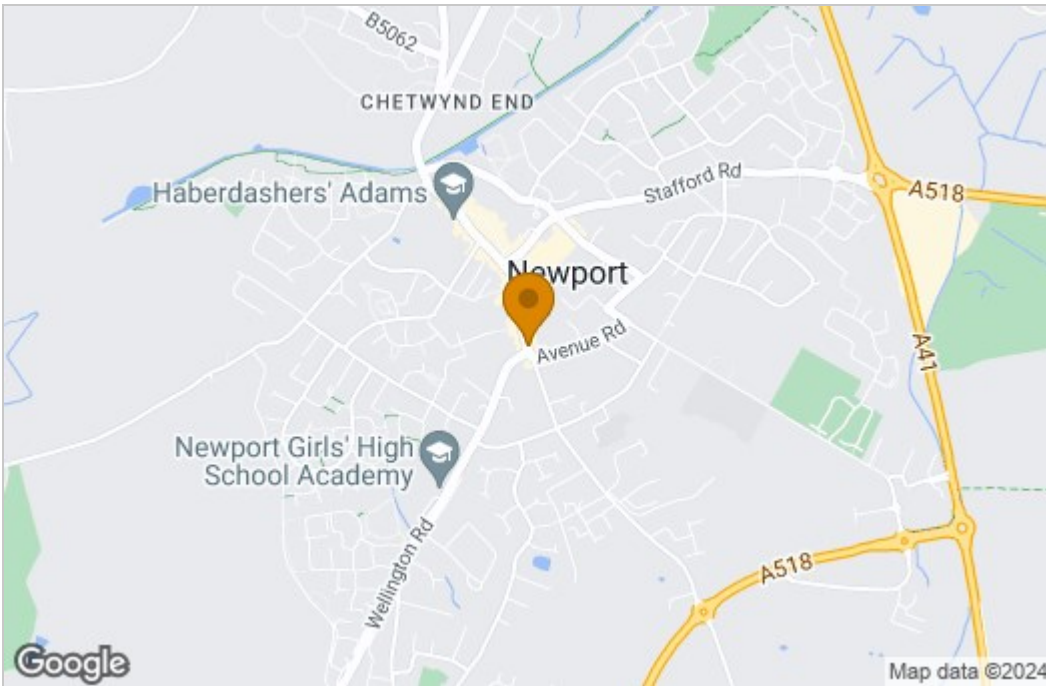 B5062
CHETWYND END
Haberdashers' Adams
Stafford Rd
A518
Newport
Avenue Rd
A41
Newport Girls' High
School Academy
Wellington Rd
A518
Google
Map data ©2024